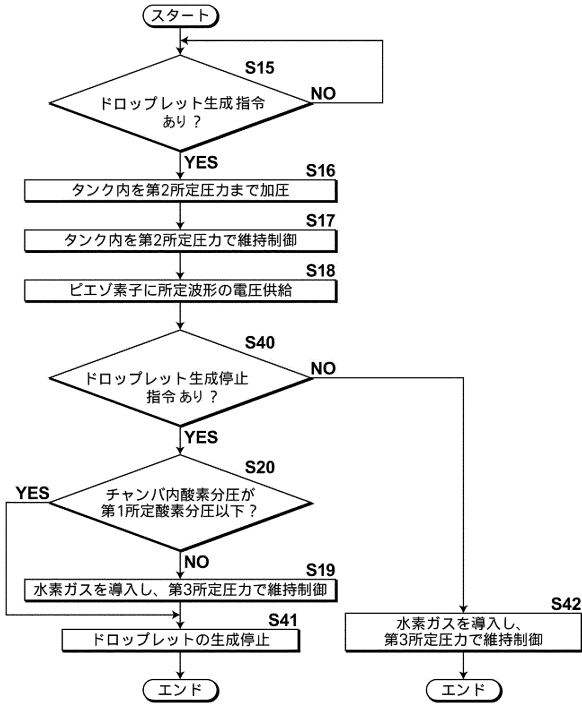 スタート
S15
ドロップレット生成指令
あり？
NO
YES
S16
タンク内を第2所定圧力まで加圧
S17
タンク内を第2所定圧力で維持制御
S18
ピエゾ素子に所定波形の電圧供給
S40
ドロップレット生成停止
指令あり？
NO
YES
S20
チャンバ内酸素分圧が
第1所定酸素分圧以下？
YES
NO
S19
水素ガスを導入し、第3所定圧力で維持制御
S41
ドロップレットの生成停止
エンド
S42
水素ガスを導入し、
第3所定圧力で維持制御
エンド